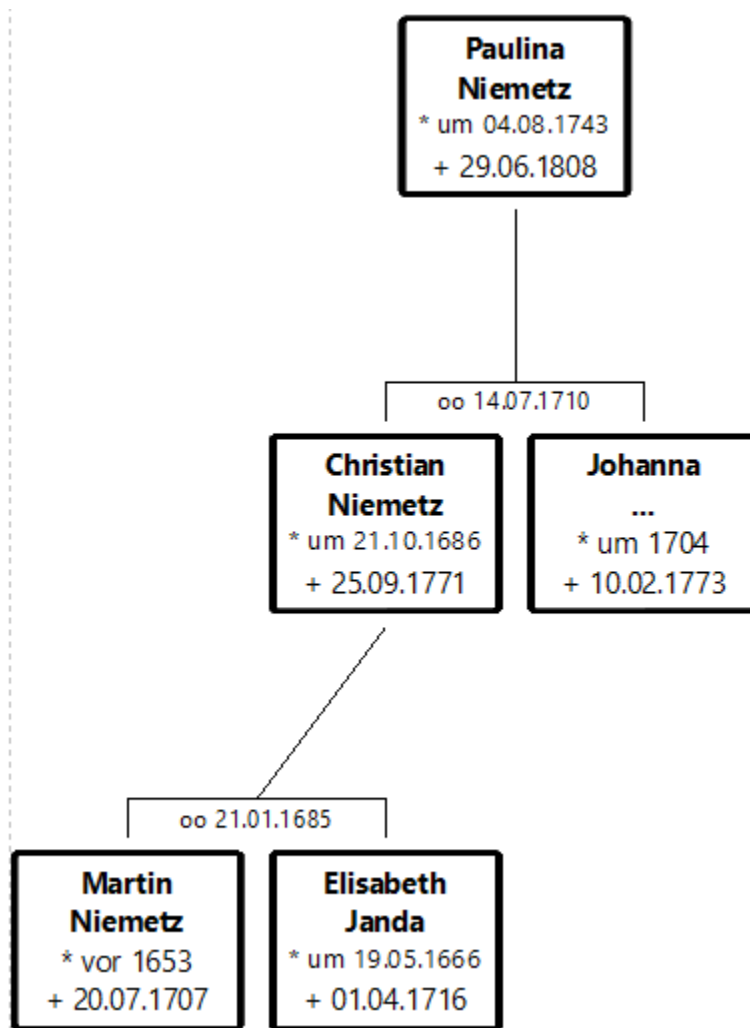 Paulina
Niemetz
* um 04.08.1743
+ 29.06.1808
oo 14.07.1710
Christian
Niemetz
* um 21.10.1686
+ 25.09.1771
Johanna
...
* um 1704
+ 10.02.1773
oo 21.01.1685
Martin
Niemetz
* vor 1653
+ 20.07.1707
Elisabeth
Janda
* um 19.05.1666
+ 01.04.1716